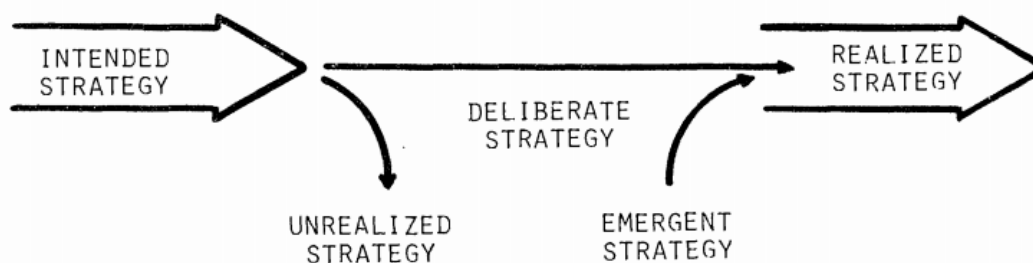 INTENDED
STRATEGY
DELIBERATE
STRATEGY
REALIZED
STRATEGY
UNREALIZED
STRATEGY
EMERGENT
STRATEGY